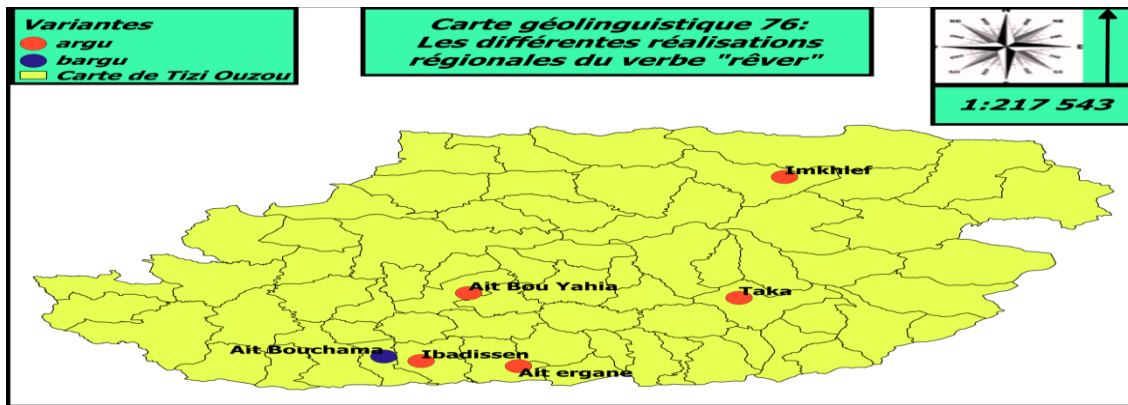 Variantes
argu
bargu
Carte de Tizi Ouzou
Carte géolinguistique 76:
Les différentes réalisations
régionales du verbe "rêver"
N
E
1:217 543
Imkhlef
Ait Bou Yahia
Taka
Ait Bouchama
Ibadissen
Ait ergane